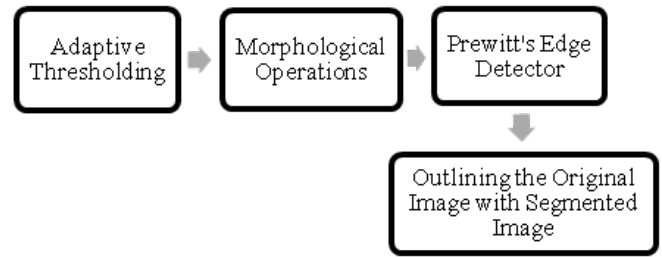 Adaptive
Thresholding
Morphological
Operations
Prewitt's Edge
Detector
Outlining the Original
Image with Segmented
Image